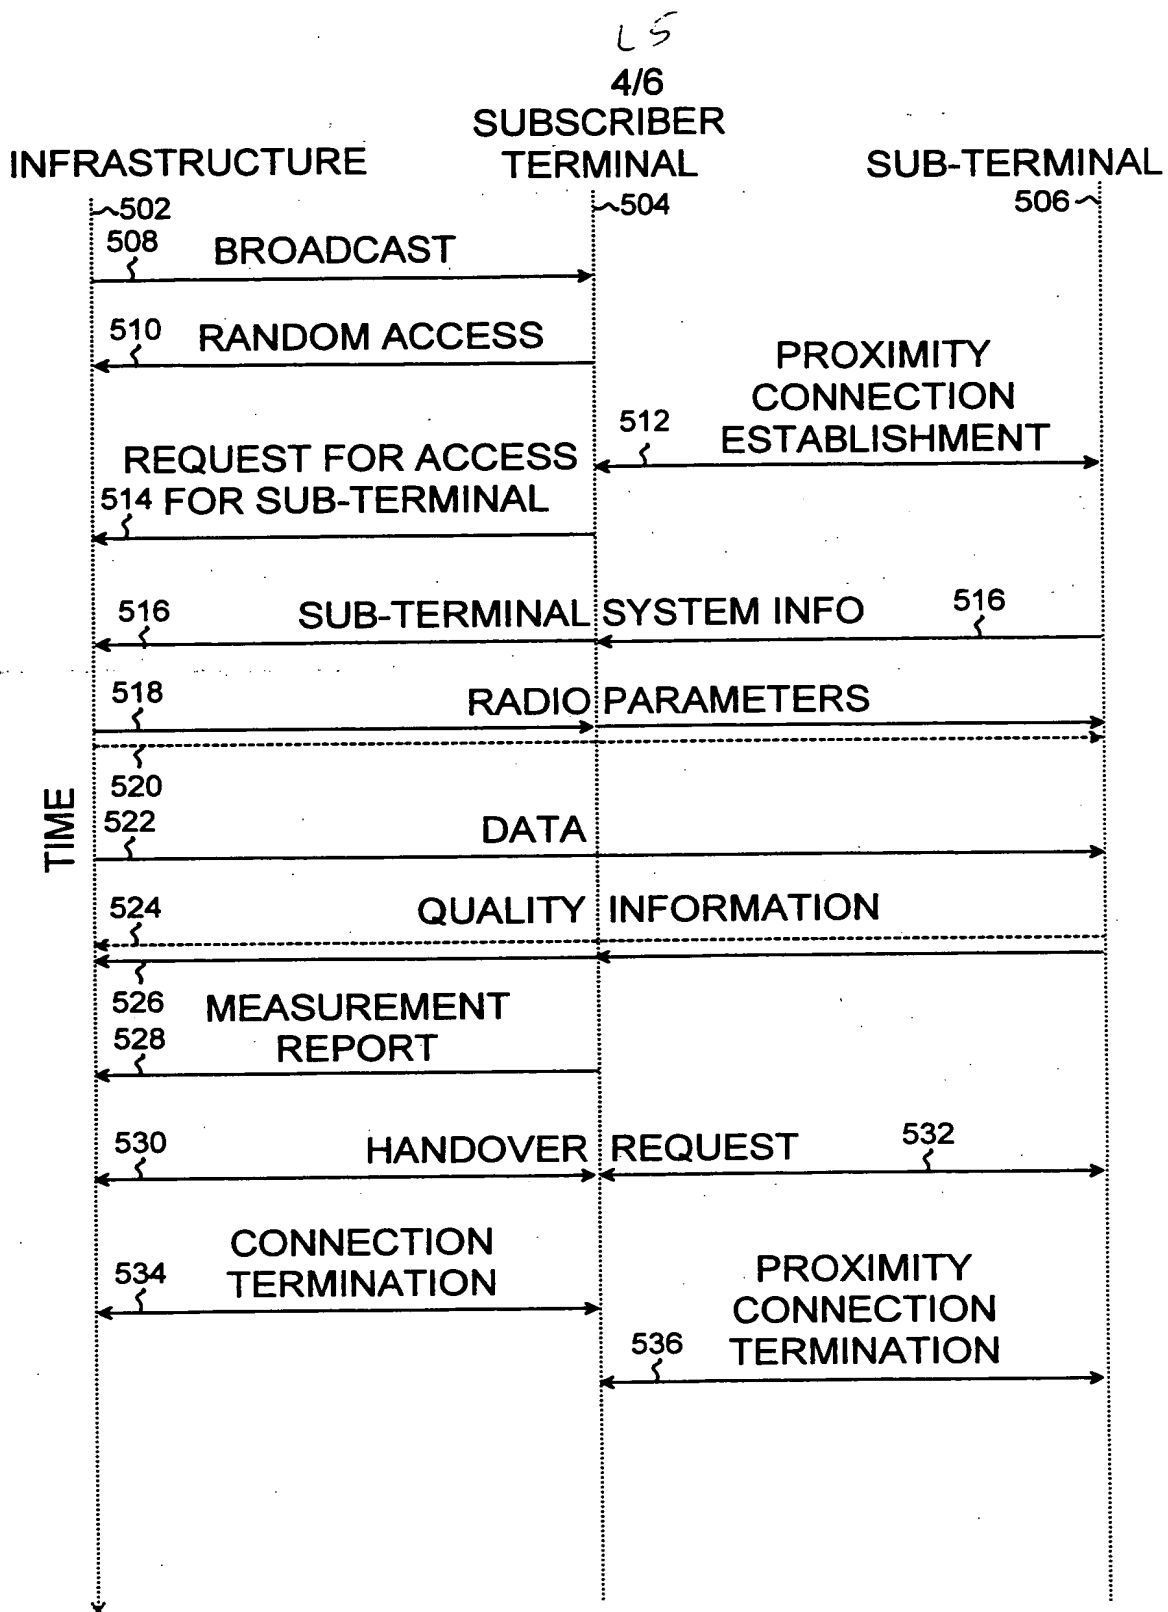 L5
4/6
SUBSCRIBER
TERMINAL
INFRASTRUCTURE
SUB-TERMINAL
502
504
506
508
BROADCAST
510
RANDOM ACCESS
PROXIMITY
CONNECTION
ESTABLISHMENT
512
REQUEST FOR ACCESS
514 FOR SUB-TERMINAL
516
SUB-TERMINAL SYSTEM INFO
516
518
RADIO PARAMETERS
520
TIME
522
DATA
524
QUALITY INFORMATION
526
MEASUREMENT
528
REPORT
530
HANDOVER REQUEST
532
CONNECTION
534
TERMINATION
PROXIMITY
CONNECTION
TERMINATION
536